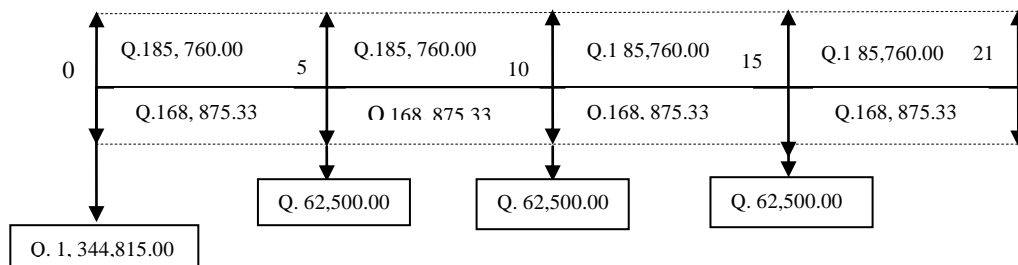 Q.185, 760.00 Q.185, 760.00 Q.1 85,760.00 Q.1 85,760.00
0 5 10 15 21
Q.168, 875.33 O.168, 875.33 O.168, 875.33 Q.168, 875.33
Q. 62,500.00 Q. 62,500.00 Q. 62,500.00
O. 1, 344,815.00